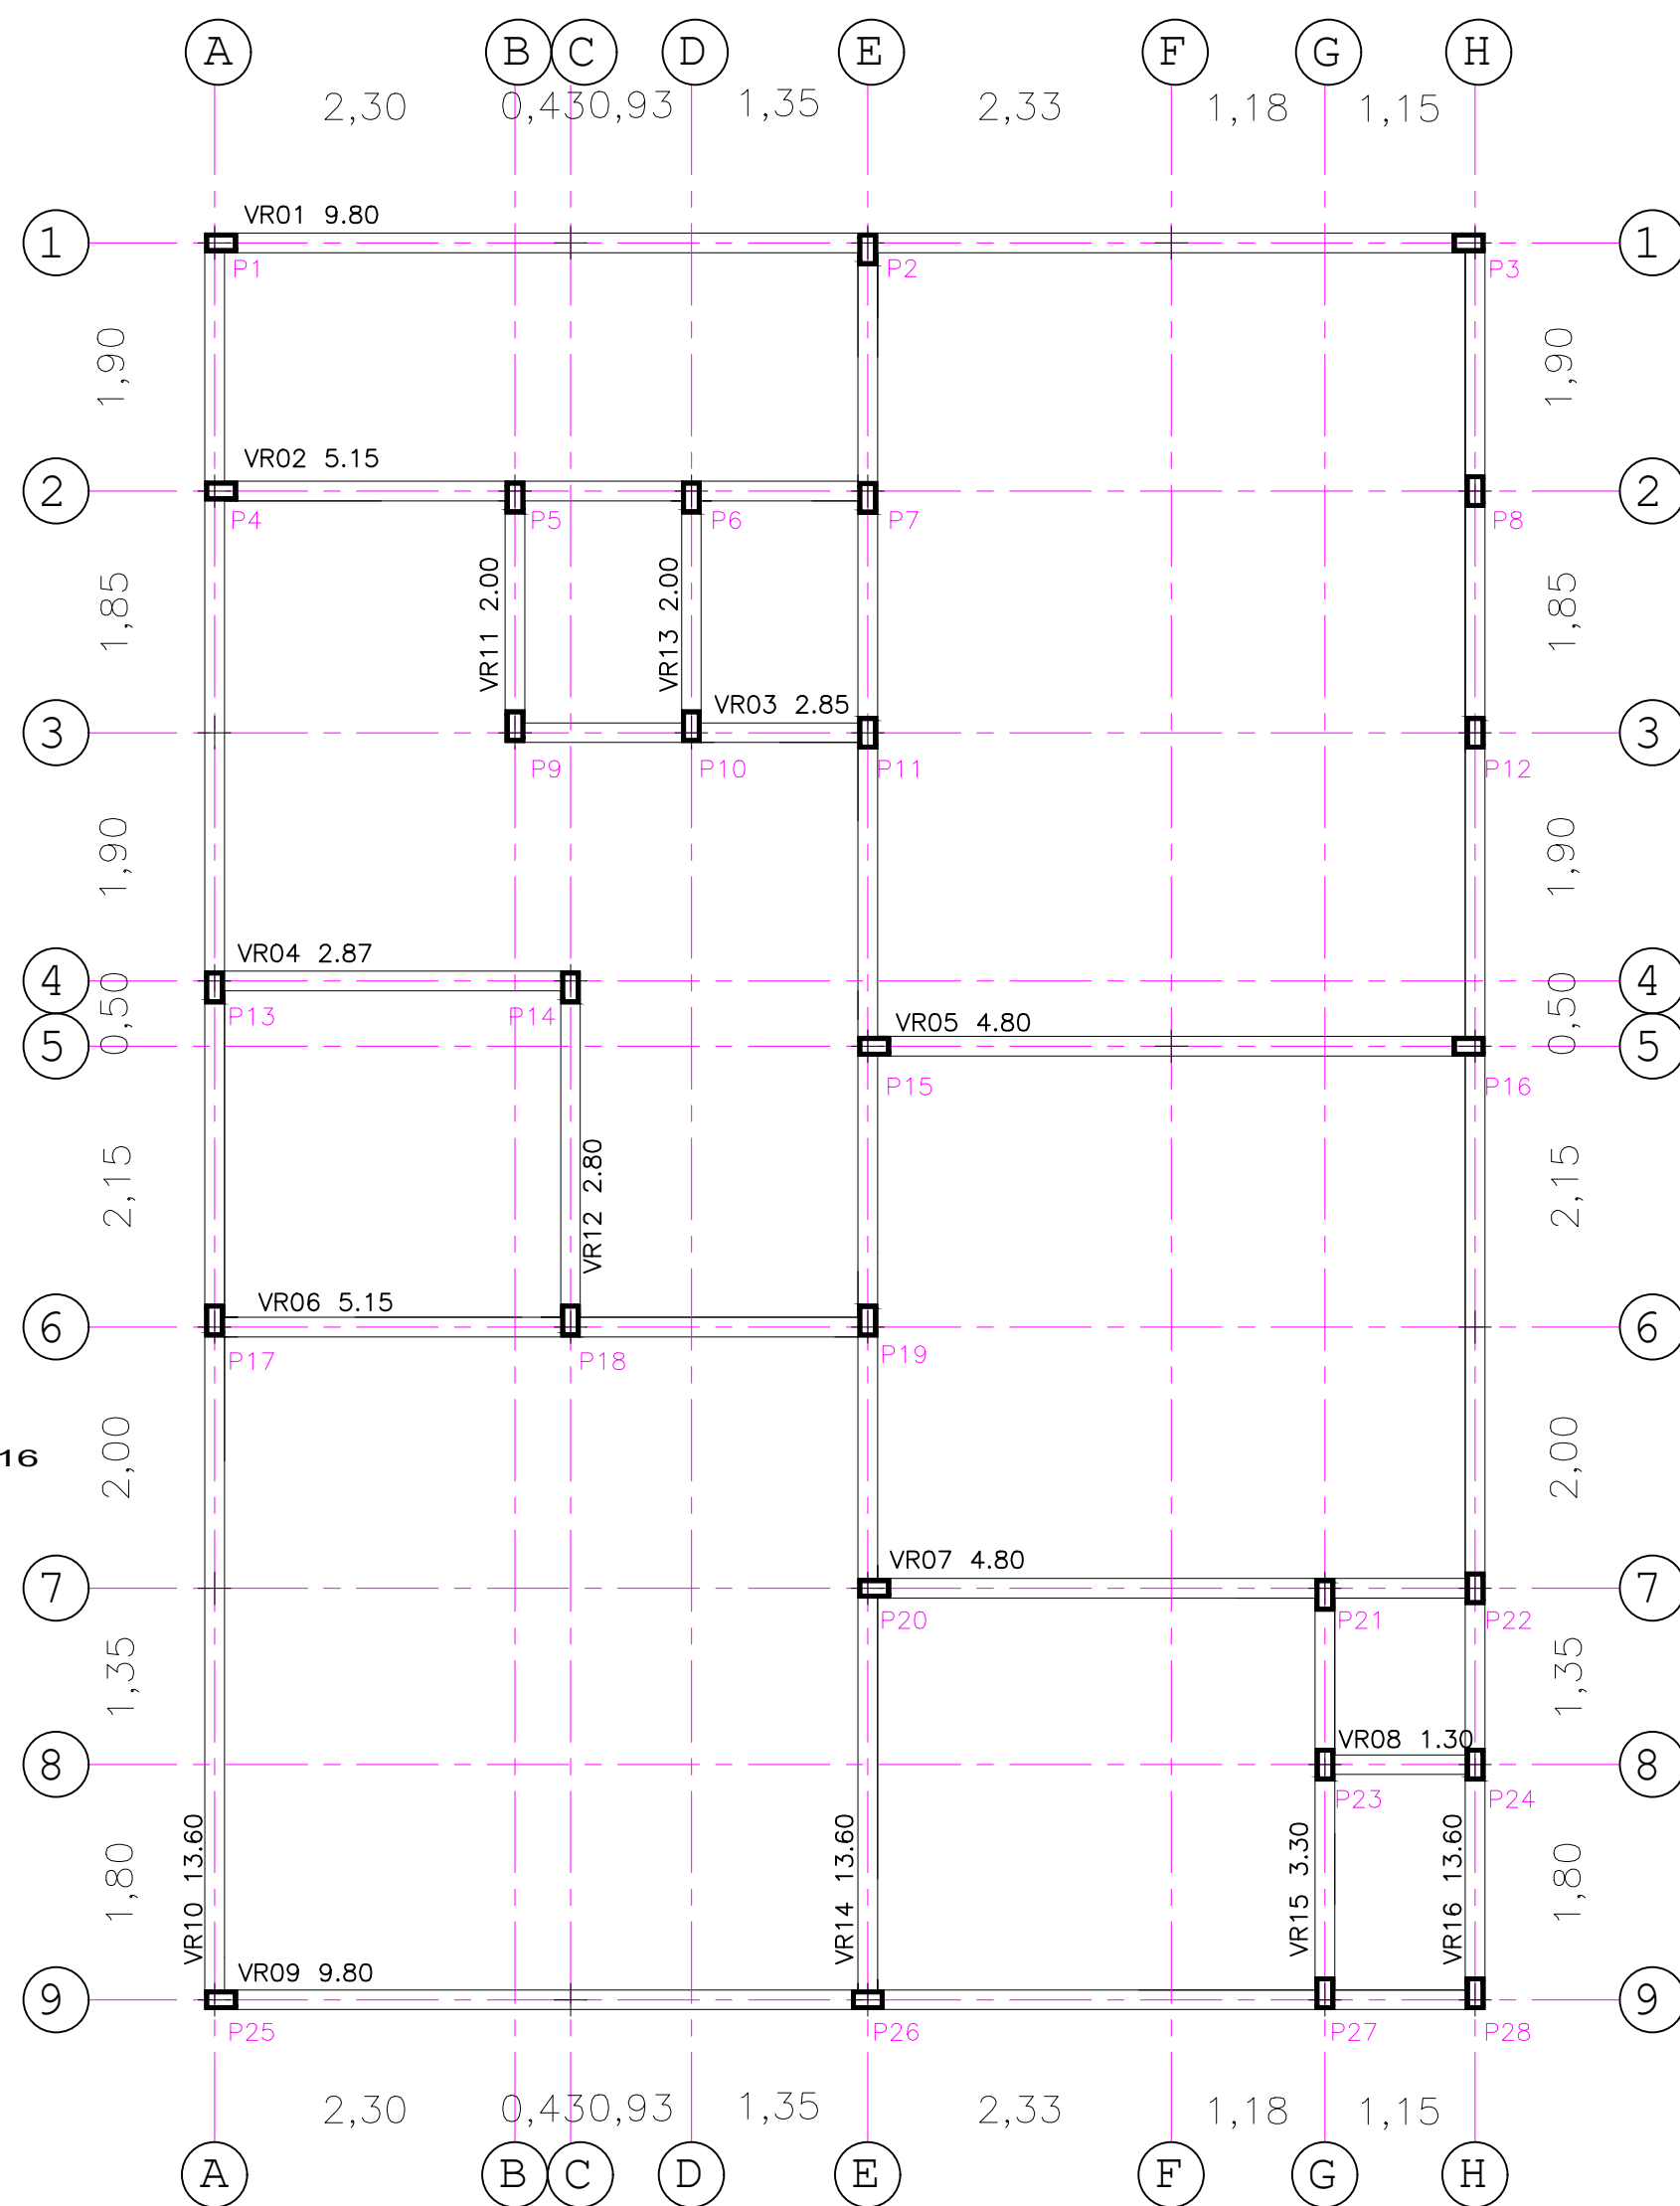 A B C D E F G H
2,30 0,43 0,93 1,35 2,33 1,18 1,15
VR01 9.80
1 1
P1 P2 P3
1,90 1,90
VR02 5.15
2 2
P4 P5 P6 P7 P8
1,85 VR11 2.00 VR13 2.00 1,85
VR03 2.85
3 3
P9 P10 P11 P12
1,90 1,90
VR04 2.87
4 4
P13 P14
0,50 0,50
VR05 4.80
5 5
P15 P16
2,15 VR12 2.80 2,15
VR06 5.15
6 6
P17 P18 P19
16
2,00 2,00
VR07 4.80
7 7
P20 P21 P22
1,35 1,35
VR08 1.30
8 8
P23 P24
1,80 VR10 13.60 VR14 13.60 VR15 3.30 VR16 13.60 1,80
VR09 9.80
9 9
P25 P26 P27 P28
2,30 0,43 0,93 1,35 2,33 1,18 1,15
A B C D E F G H